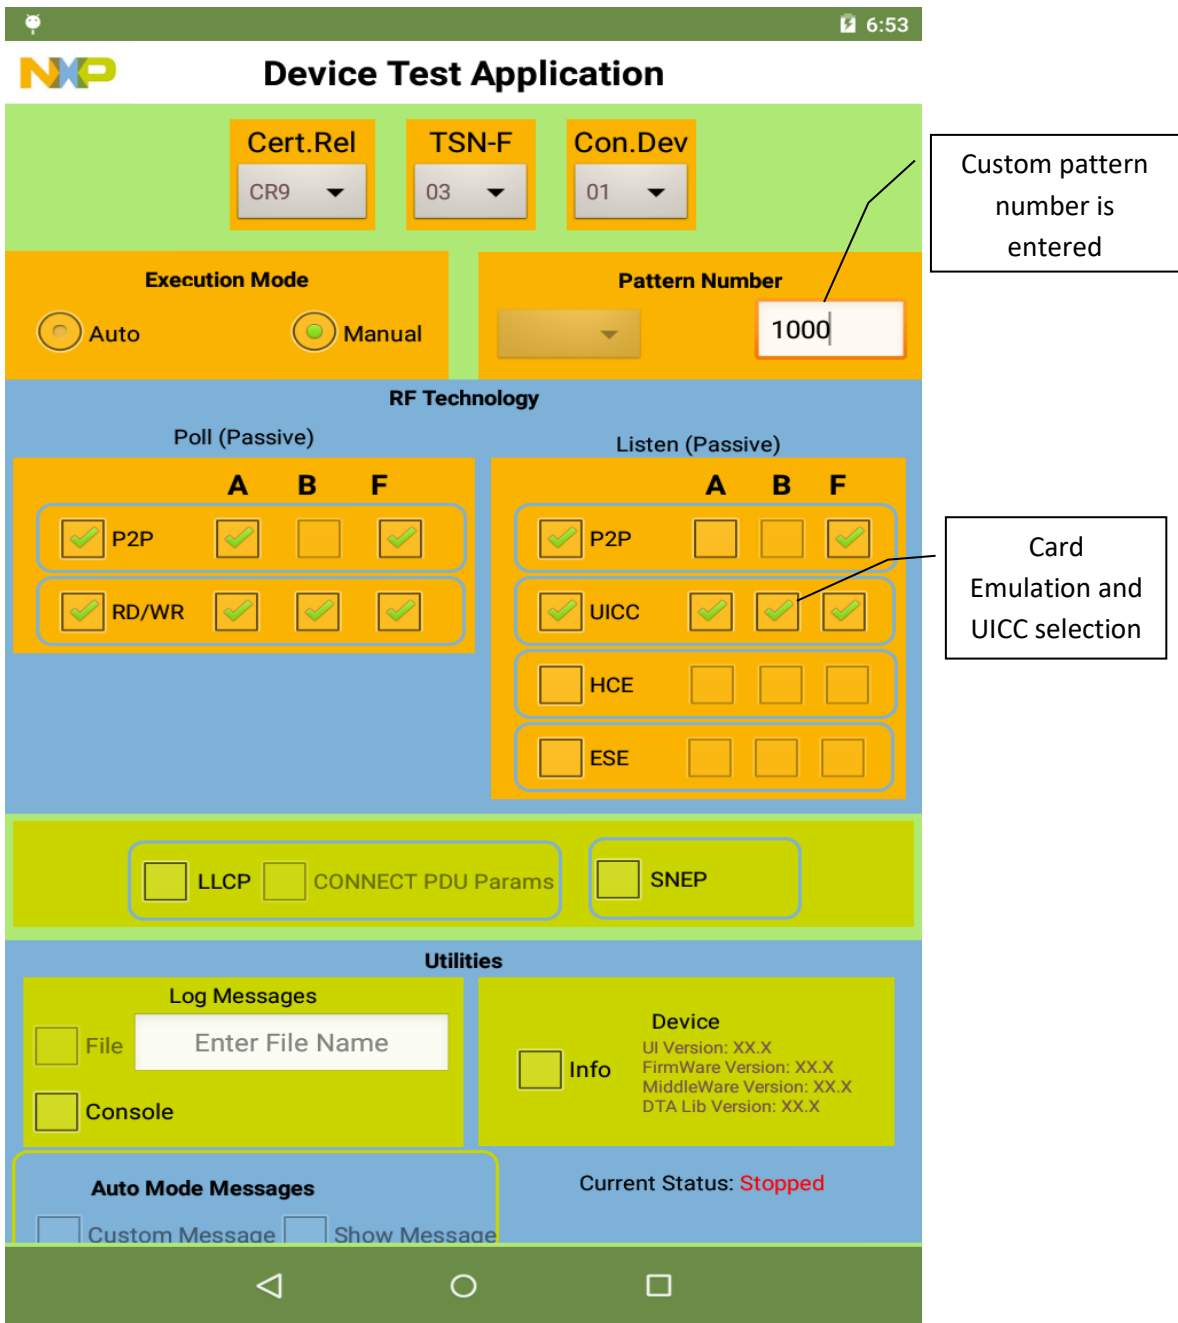 6:53
NXP Device Test Application
Cert.Rel TSN-F Con.Dev
CR9 03 01
Custom pattern
number is
entered
Execution Mode
Auto Manual
Pattern Number
1000
RF Technology
Poll (Passive)
A B F
P2P
RD/WR
Listen (Passive)
A B F
P2P
UICC
HCE
ESE
Card
Emulation and
UICC selection
LLCP CONNECT PDU Params SNEP
Utilities
Log Messages
File Enter File Name
Console
Device
Info
UI Version: XX.X
FirmWare Version: XX.X
MiddleWare Version: XX.X
DTA Lib Version: XX.X
Auto Mode Messages
Custom Message Show Message
Current Status: Stopped